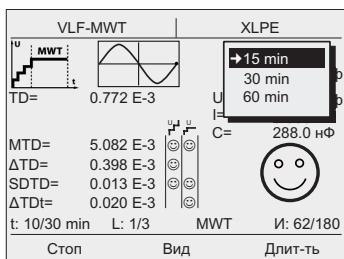 VLF-MWT XLPE
U MWT t
➔15 min
30 min
60 min
TD= 0.772 E-3 U
I=
U U C= 288.0 нФ
MTD= 5.082 E-3
ΔTD= 0.398 E-3
SDTD= 0.013 E-3
ΔTDt= 0.020 E-3
t: 10/30 min L: 1/3 MWT И: 62/180
Стоп Вид Длит-ть